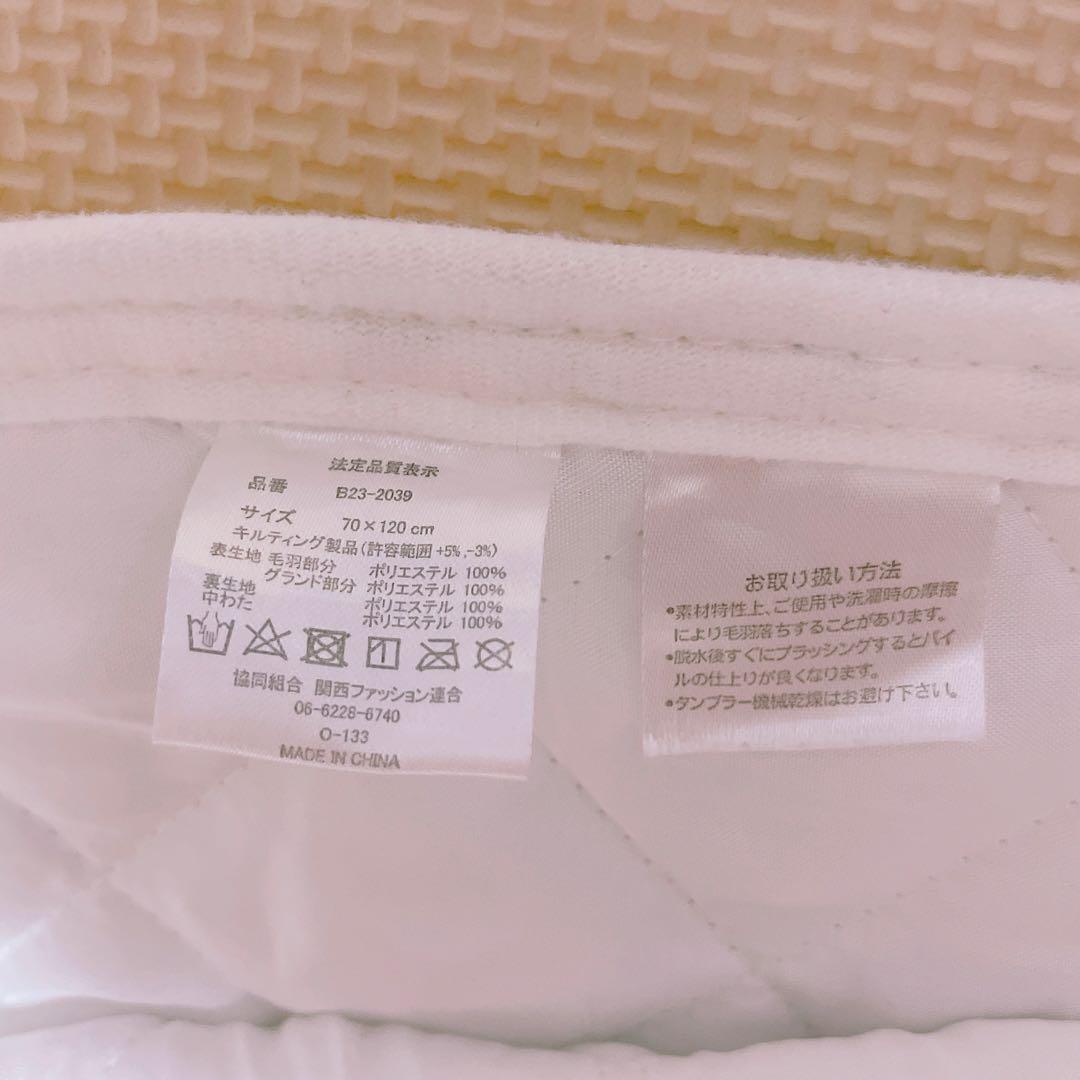 法定品質表示
品番 B23-2039
サイズ 70×120cm
キルティング製品(許容範囲+5%,-3%)
表生地 毛羽部分 ポリエステル 100%
グランド部分 ポリエステル 100%
裏生地 ポリエステル 100%
中わた ポリエステル 100%
協同組合 関西ファッション連合
06-6228-6740
O-133
MADE IN CHINA
お取り扱い方法
•素材特性上、ご使用や洗濯時の摩擦
により毛羽落ちすることがあります。
•脱水後すぐにブラッシングするとパイ
ルの仕上りが良くなります。
•タンブラー機械乾燥はお避け下さい。